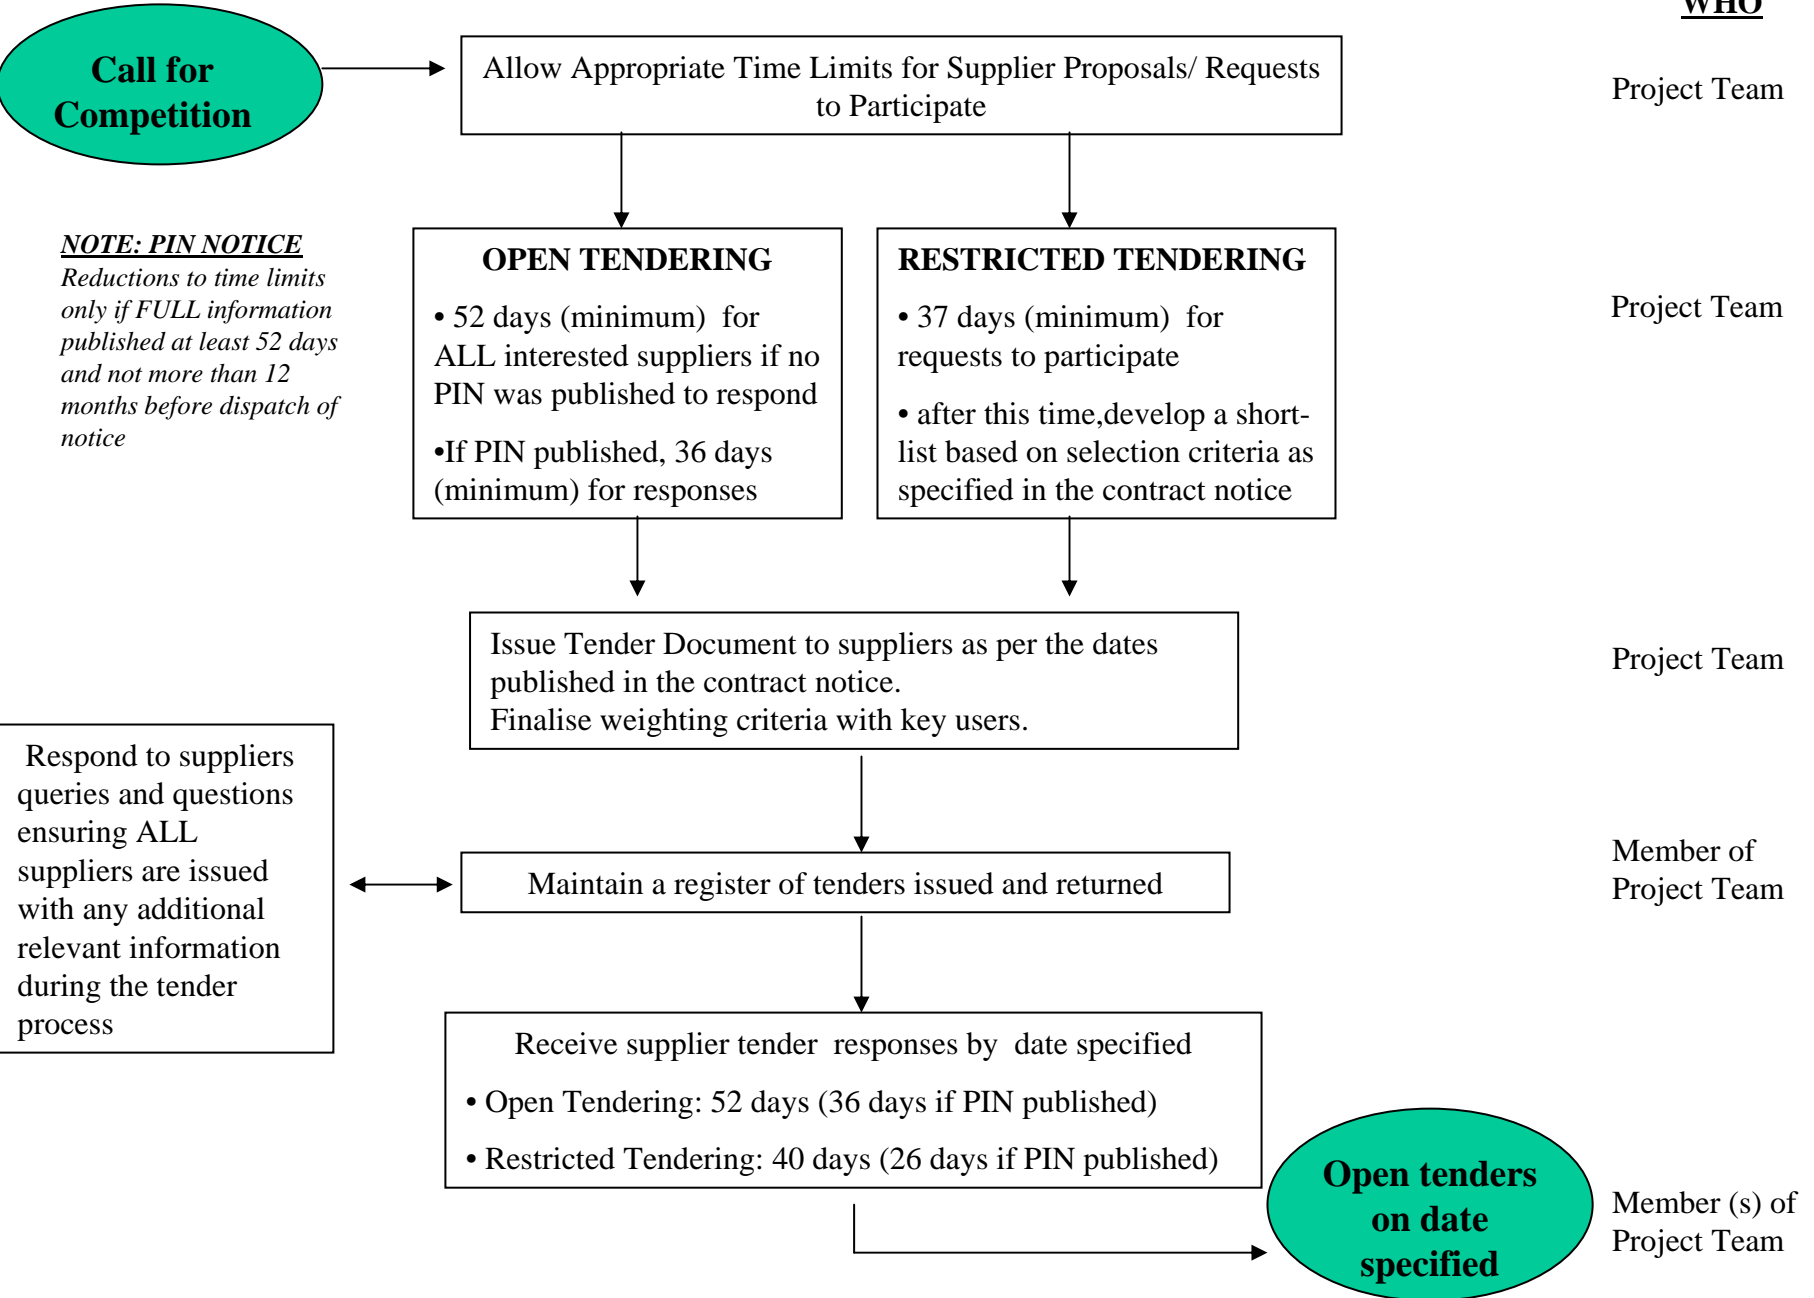 WHO
Call for
Competition
Allow Appropriate Time Limits for Supplier Proposals/ Requests
to Participate
Project Team
NOTE: PIN NOTICE
Reductions to time limits
only if FULL information
published at least 52 days
and not more than 12
months before dispatch of
notice
OPEN TENDERING
• 52 days (minimum) for
ALL interested suppliers if no
PIN was published to respond
•If PIN published, 36 days
(minimum) for responses
RESTRICTED TENDERING
• 37 days (minimum) for
requests to participate
• after this time,develop a short-
list based on selection criteria as
specified in the contract notice
Project Team
Issue Tender Document to suppliers as per the dates
published in the contract notice.
Finalise weighting criteria with key users.
Project Team
Respond to suppliers
queries and questions
ensuring ALL
suppliers are issued
with any additional
relevant information
during the tender
process
Maintain a register of tenders issued and returned
Member of
Project Team
Receive supplier tender responses by date specified
• Open Tendering: 52 days (36 days if PIN published)
• Restricted Tendering: 40 days (26 days if PIN published)
Open tenders
on date
specified
Member (s) of
Project Team